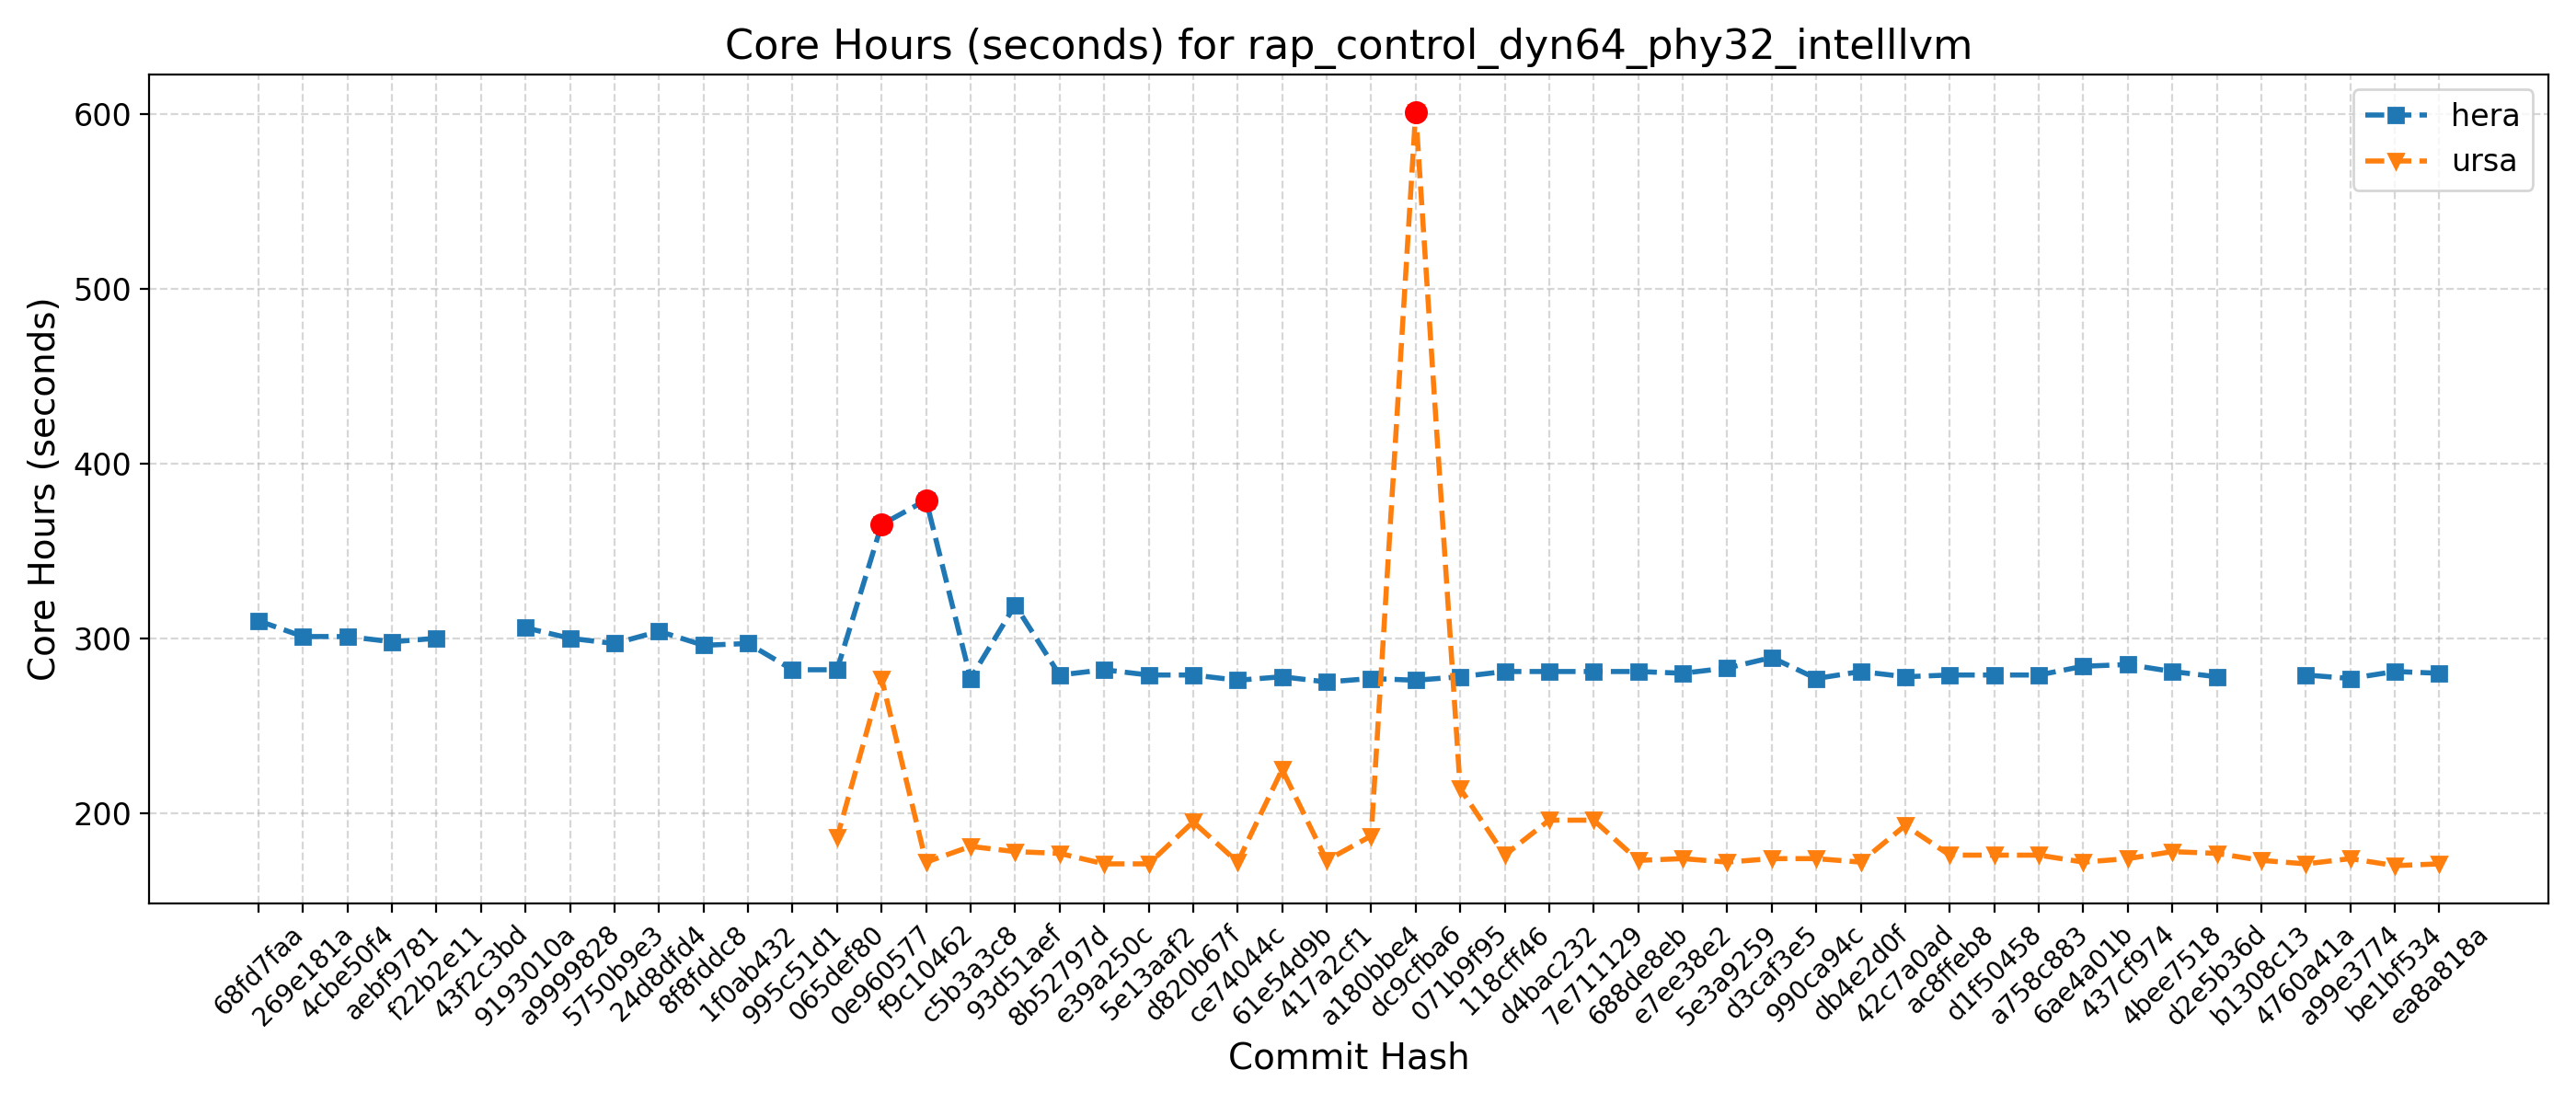 Core Hours (seconds) for rap_control_dyn64_phy32_intelllvm
hera
ursa
Core Hours (seconds)
600
500
400
300
200
68fd7faa
269e181a
4cbe50f4
aebf9781
f22b2e11
43f2c3bd
9193010a
a9999828
5750b9e3
24d8dfd4
8f8fddc8
1f0ab432
995c51d1
065def80
0e960577
f9c10462
c5b3a3c8
93d51aef
8b52797d
e39a250c
5e13aaf2
d820b67f
ce74044c
61e54d9b
417a2cf1
a180bbe4
dc9cfba6
071b9f95
118cff46
d4bac232
7e711129
688de8eb
e7ee38e2
5e3a9259
d3caf3e5
990ca94c
db4e2d0f
42c7a0ad
ac8ffeb8
d1f50458
a758c883
6ae4a01b
437cf974
4bee7518
d2e5b36d
b1308c13
4760a41a
a99e3774
be1bf534
ea8a818a
Commit Hash